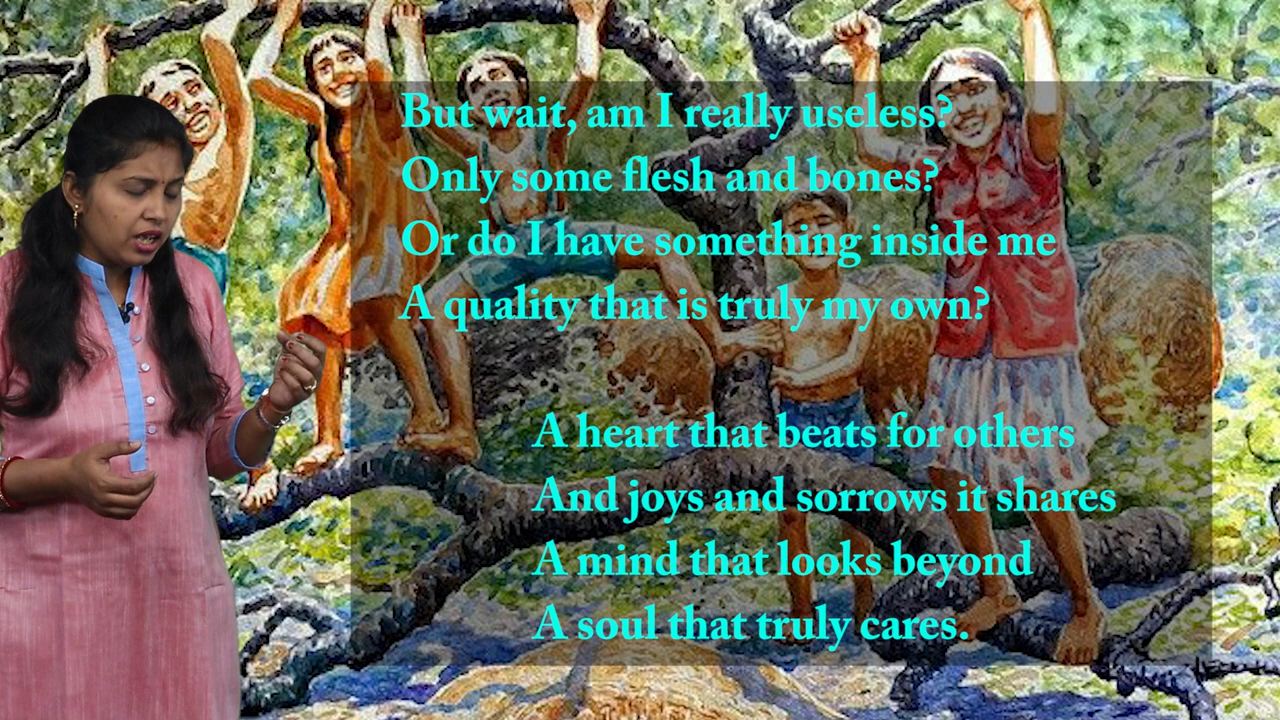 But wait, am I really useless?
Only some flesh and bones?
Or do I have something inside me
A quality that is truly my own?
A heart that beats for others
And joys and sorrows it shares
A mind that looks beyond
A soul that truly cares.